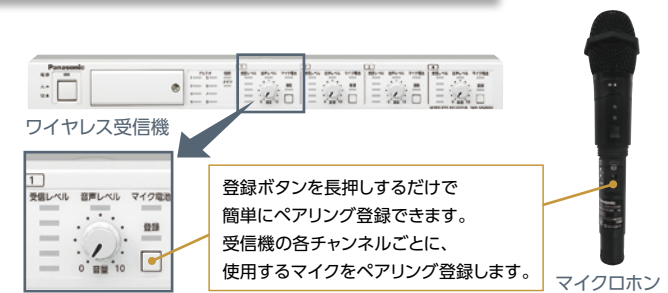 Panasonic
ワイヤレス受信機
1
受信レベル 音声レベル マイク電池
登録
0 音量 10
登録ボタンを長押しするだけで
簡単にペアリング登録できます。
受信機の各チャンネルごとに、
使用するマイクをペアリング登録します。
マイクロホン